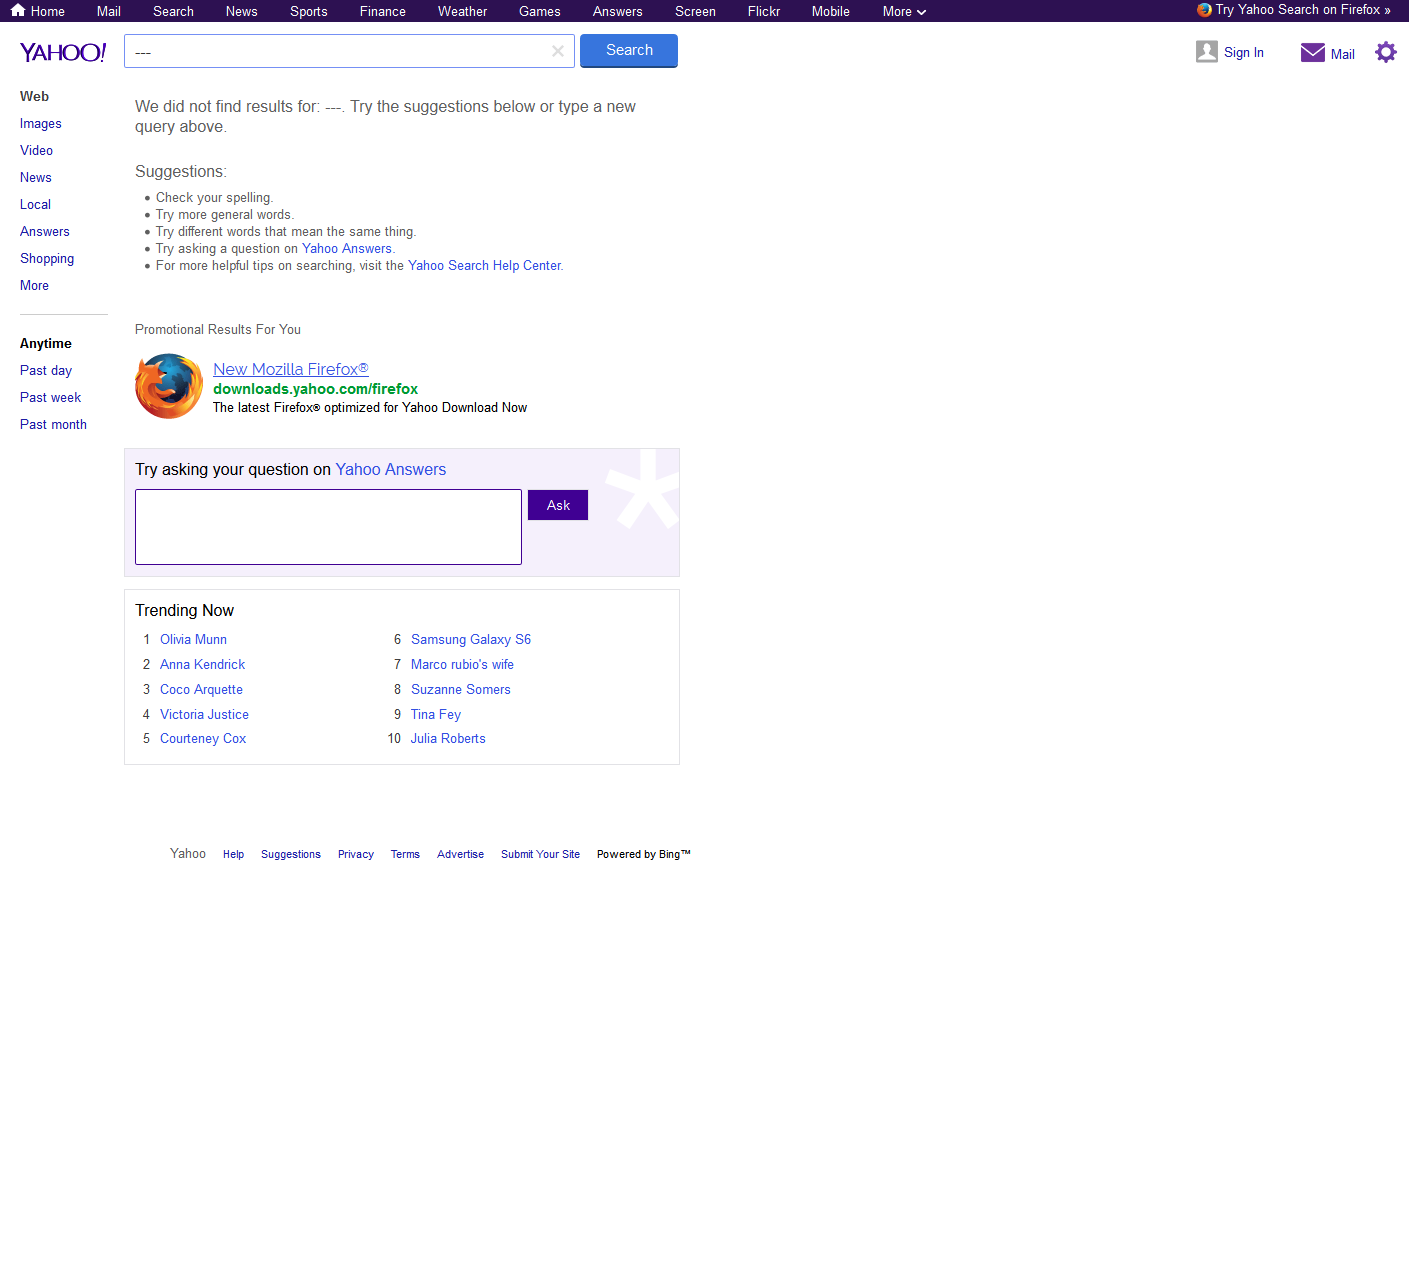 Home Mail Search News Sports Finance Weather Games Answers Screen Flickr Mobile More Try Yahoo Search on Firefox »
YAHOO! --- Search Sign In Mail
Web
Images
Video
News
Local
Answers
Shopping
More
Anytime
Past day
Past week
Past month
We did not find results for: ---. Try the suggestions below or type a new
query above.
Suggestions:
• Check your spelling.
• Try more general words.
• Try different words that mean the same thing.
• Try asking a question on Yahoo Answers.
• For more helpful tips on searching, visit the Yahoo Search Help Center.
Promotional Results For You
New Mozilla Firefox®
downloads.yahoo.com/firefox
The latest Firefox® optimized for Yahoo Download Now
Try asking your question on Yahoo Answers
Ask
Trending Now
1 Olivia Munn
2 Anna Kendrick
3 Coco Arquette
4 Victoria Justice
5 Courteney Cox
6 Samsung Galaxy S6
7 Marco rubio's wife
8 Suzanne Somers
9 Tina Fey
10 Julia Roberts
Yahoo Help Suggestions Privacy Terms Advertise Submit Your Site Powered by Bing™